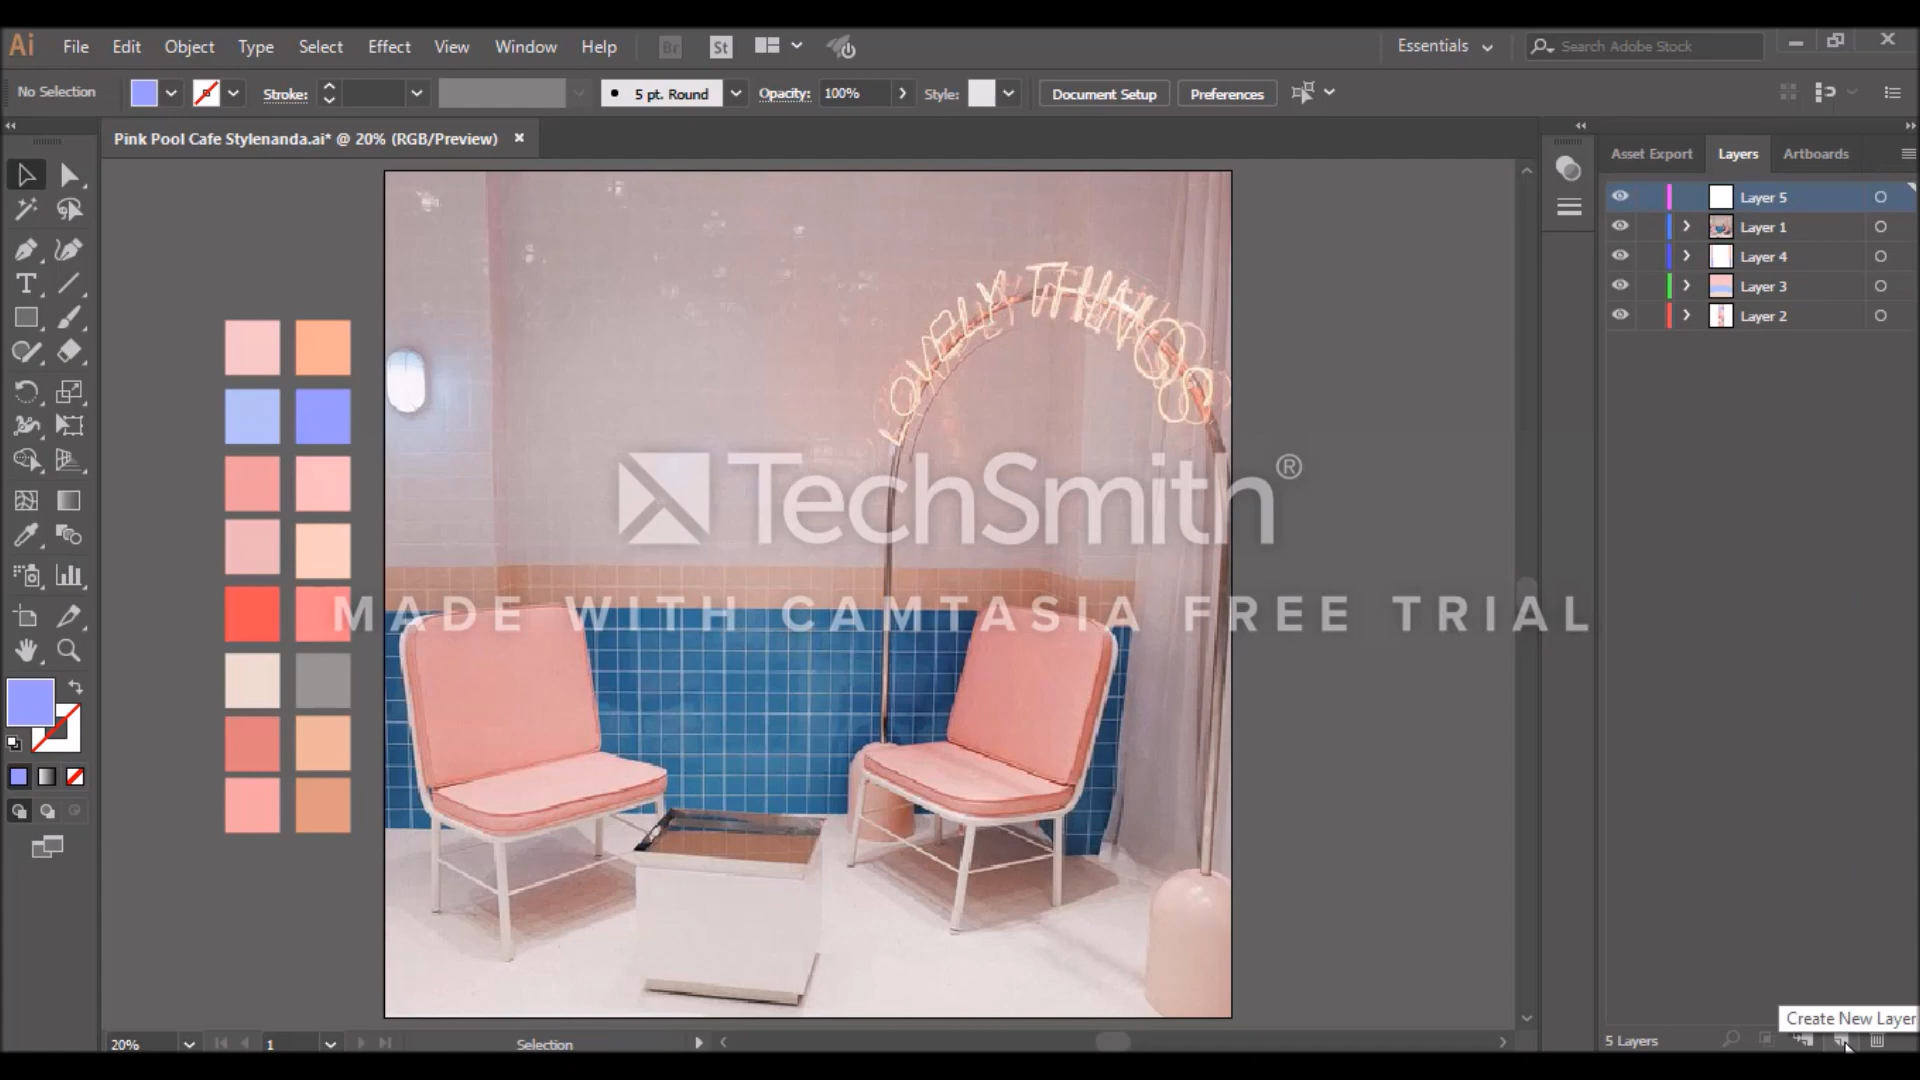 Ai File Edit Object Type Select Effect View Window Help Br St Essentials Search Adobe Stock
No Selection Stroke: 5 pt. Round Opacity: 100% Style: Document Setup Preferences
Pink Pool Cafe Stylenanda.ai* @ 20% (RGB/Preview) ×
Asset Export Layers Artboards
Layer 5
Layer 1
Layer 4
Layer 3
Layer 2
LOVELY THINGS
TechSmith®
MADE WITH CAMTASIA FREE TRIAL
Create New Layer
20% 1 Selection 5 Layers